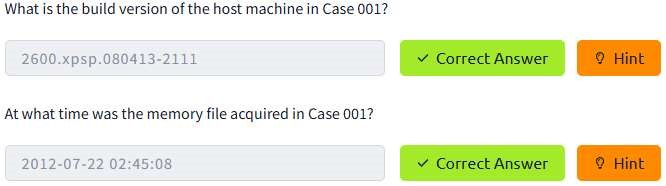 What is the build version of the host machine in Case 001?
2600.xpsp.080413-2111 Correct Answer Hint
At what time was the memory file acquired in Case 001?
2012-07-22 02:45:08 Correct Answer Hint